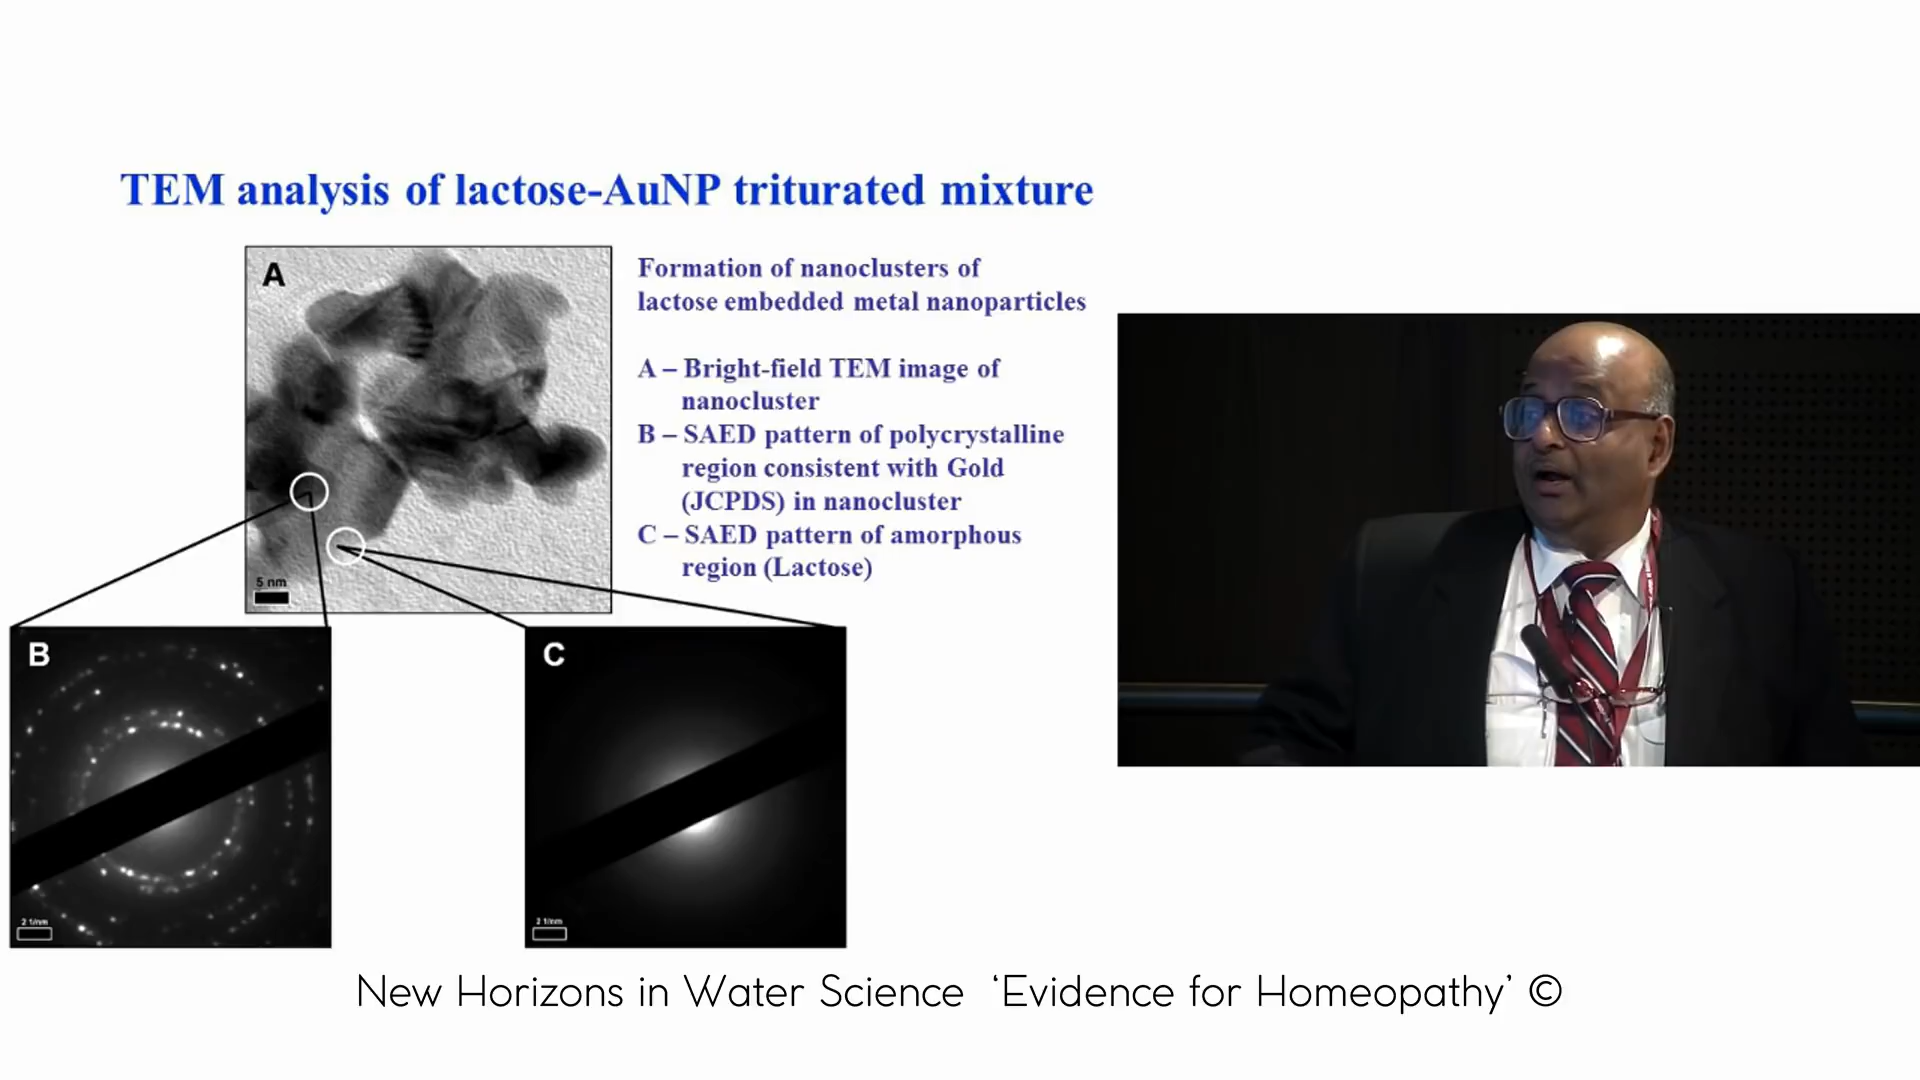 TEM analysis of lactose-AuNP triturated mixture
A
Formation of nanoclusters of
lactose embedded metal nanoparticles
A – Bright-field TEM image of
nanocluster
B – SAED pattern of polycrystalline
region consistent with Gold
(JCPDS) in nanocluster
C – SAED pattern of amorphous
region (Lactose)
5 nm
B
C
2 1/nm
2 1/nm
New Horizons in Water Science ‘Evidence for Homeopathy’ ©